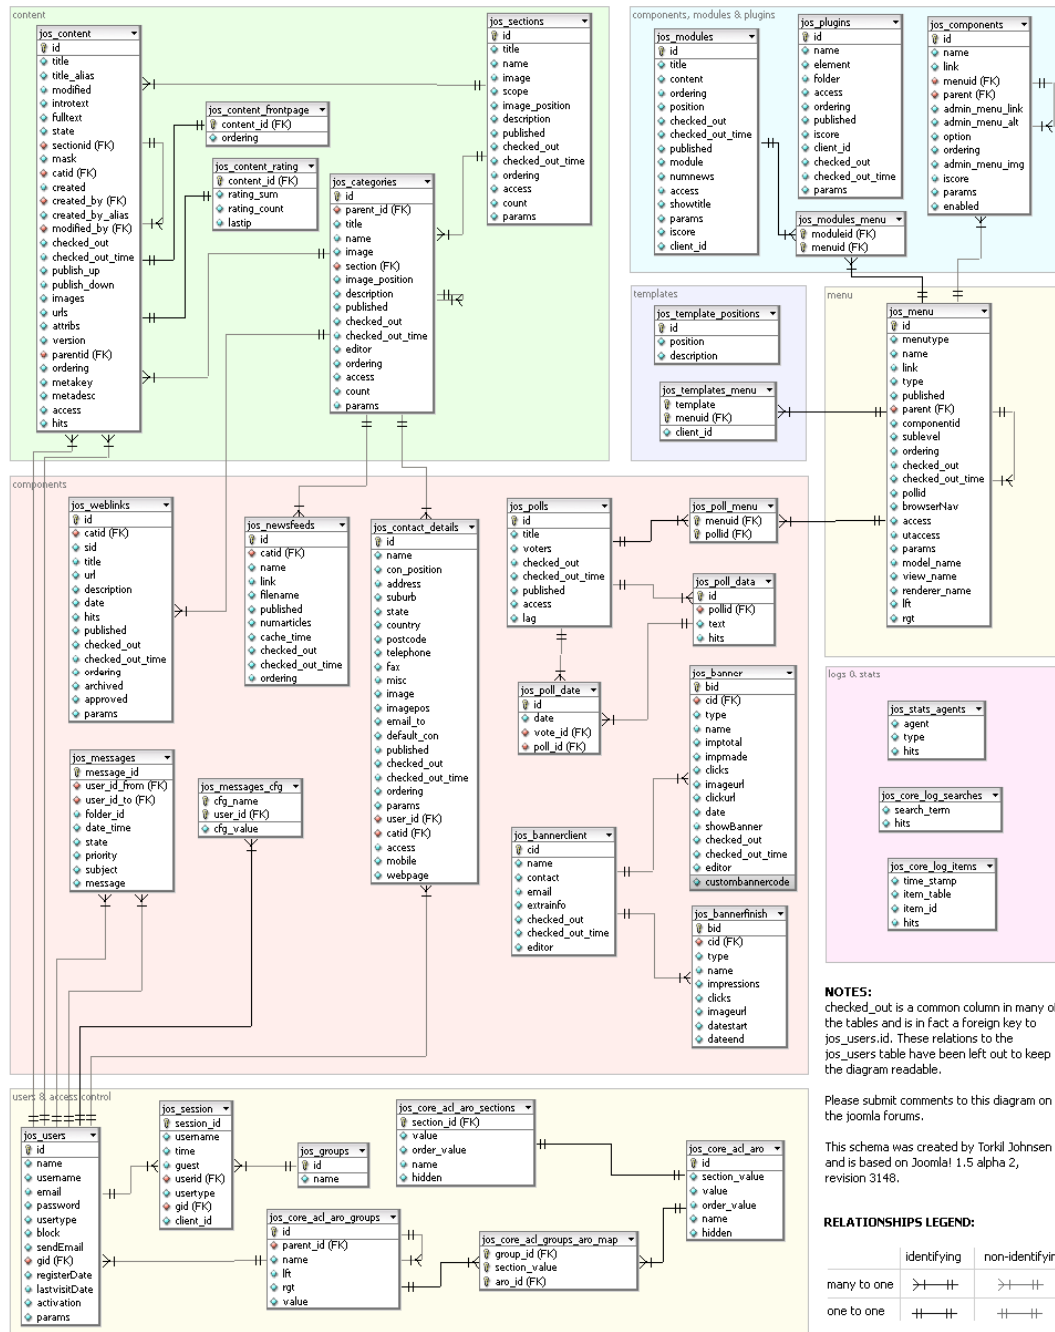 content
jos_content
id
title
title_alias
modified
introtext
fulltext
state
sectionid (FK)
mask
catid (FK)
created
created_by (FK)
created_by_alias
modified_by (FK)
checked_out
checked_out_time
publish_up
publish_down
images
urls
attribs
version
parentid (FK)
ordering
metakey
metadesc
access
hits
jos_content_frontpage
content_id (FK)
ordering
jos_content_rating
content_id (FK)
rating_sum
rating_count
lastip
jos_categories
id
parent_id (FK)
title
name
image
section (FK)
image_position
description
published
checked_out
checked_out_time
editor
ordering
access
count
params
jos_sections
id
title
name
image
scope
image_position
description
published
checked_out
checked_out_time
ordering
access
count
params
components, modules & plugins
jos_modules
id
title
content
ordering
position
checked_out
checked_out_time
published
module
numnews
access
showtitle
params
iscore
client_id
jos_plugins
id
name
element
folder
access
ordering
published
iscore
client_id
checked_out
checked_out_time
params
jos_modules_menu
moduleid (FK)
menuid (FK)
jos_components
id
name
link
menuid (FK)
parent (FK)
admin_menu_link
admin_menu_alt
option
ordering
admin_menu_img
iscore
params
enabled
templates
jos_template_positions
id
position
description
jos_templates_menu
template
menuid (FK)
client_id
menu
jos_menu
id
menutype
name
link
type
published
parent (FK)
componentid
sublevel
ordering
checked_out
checked_out_time
pollid
browserNav
access
utaccess
params
model_name
view_name
renderer_name
lft
rgt
components
jos_weblinks
id
catid (FK)
sid
title
url
description
date
hits
published
checked_out
checked_out_time
ordering
archived
approved
params
jos_newsfeeds
id
catid (FK)
name
link
filename
published
numarticles
cache_time
checked_out
checked_out_time
ordering
jos_contact_details
id
name
con_position
address
suburb
state
country
postcode
telephone
fax
misc
image
imagepos
email_to
default_con
published
checked_out
checked_out_time
ordering
params
user_id (FK)
catid (FK)
access
mobile
webpage
jos_polls
id
title
voters
checked_out
checked_out_time
published
access
lag
jos_poll_menu
menuid (FK)
pollid (FK)
jos_poll_data
id
pollid (FK)
text
hits
jos_poll_date
id
date
vote_id (FK)
poll_id (FK)
jos_banner
bid
cid (FK)
type
name
imptotal
impmade
clicks
imageurl
clickurl
date
showBanner
checked_out
checked_out_time
editor
custombannercode
jos_messages
message_id
user_id_from (FK)
user_id_to (FK)
folder_id
date_time
state
priority
subject
message
jos_messages_cfg
cfg_name
user_id (FK)
cfg_value
jos_bannerclient
cid
name
contact
email
extrainfo
checked_out
checked_out_time
editor
jos_bannerfinish
bid
cid (FK)
type
name
impressions
clicks
imageurl
datestart
dateend
logs & stats
jos_stats_agents
agent
type
hits
jos_core_log_searches
search_term
hits
jos_core_log_items
time_stamp
item_table
item_id
hits
users & access control
jos_users
id
name
username
email
password
usertype
block
sendEmail
gid (FK)
registerDate
lastvisitDate
activation
params
jos_session
session_id
username
time
guest
userid (FK)
usertype
gid (FK)
client_id
jos_groups
id
name
jos_core_acl_aro_groups
id
parent_id (FK)
name
lft
rgt
value
jos_core_acl_aro_sections
section_id (FK)
value
order_value
name
hidden
jos_core_acl_groups_aro_map
group_id (FK)
section_value
aro_id (FK)
jos_core_acl_aro
id
section_value
value
order_value
name
hidden
NOTES:
checked_out is a common column in many of
the tables and is in fact a foreign key to
jos_users.id. These relations to the
jos_users table have been left out to keep
the diagram readable.
Please submit comments to this diagram on
the joomla forums.
This schema was created by Torkil Johnsen
and is based on Joomla! 1.5 alpha 2,
revision 3148.
RELATIONSHIPS LEGEND:
identifying non-identifyin
many to one
one to one